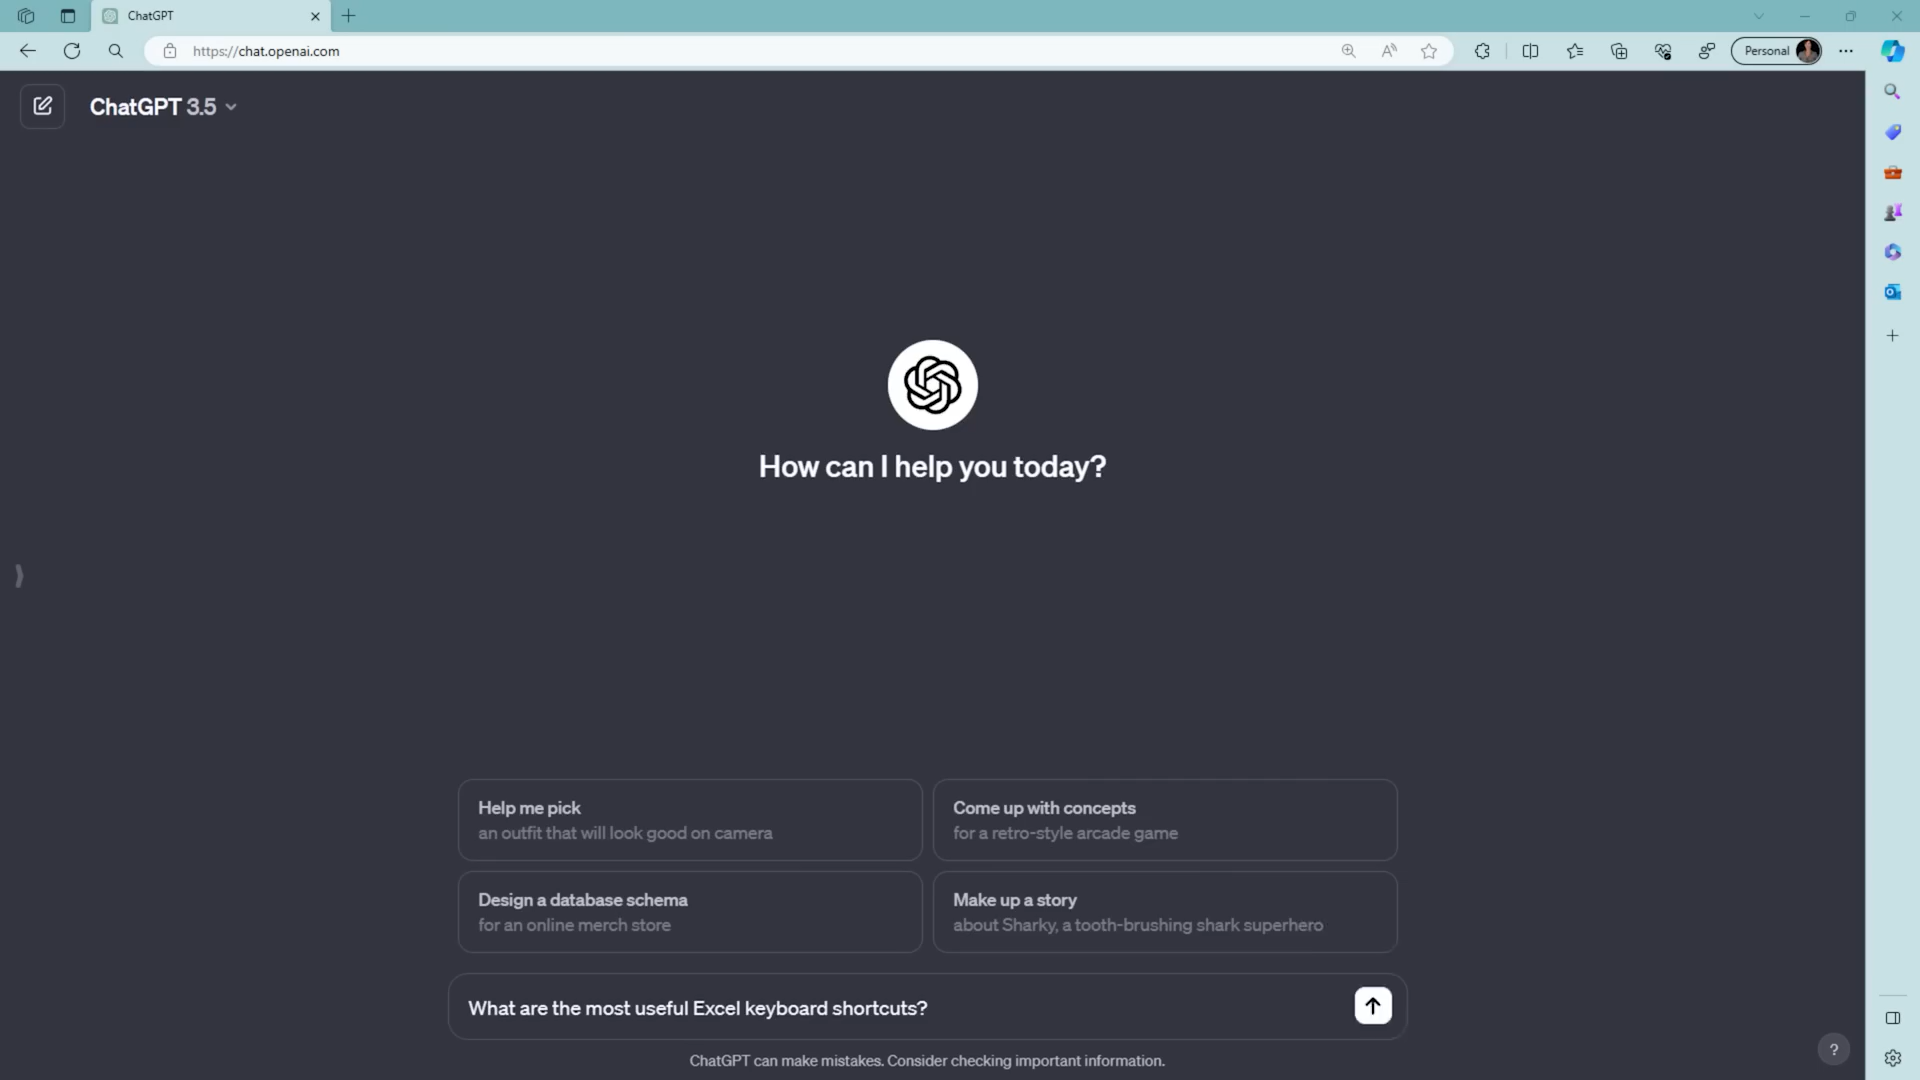 ChatGPT
https://chat.openai.com
Personal
ChatGPT 3.5
How can I help you today?
Help me pick
an outfit that will look good on camera
Come up with concepts
for a retro-style arcade game
Design a database schema
for an online merch store
Make up a story
about Sharky, a tooth-brushing shark superhero
What are the most useful Excel keyboard shortcuts?
ChatGPT can make mistakes. Consider checking important information.
?